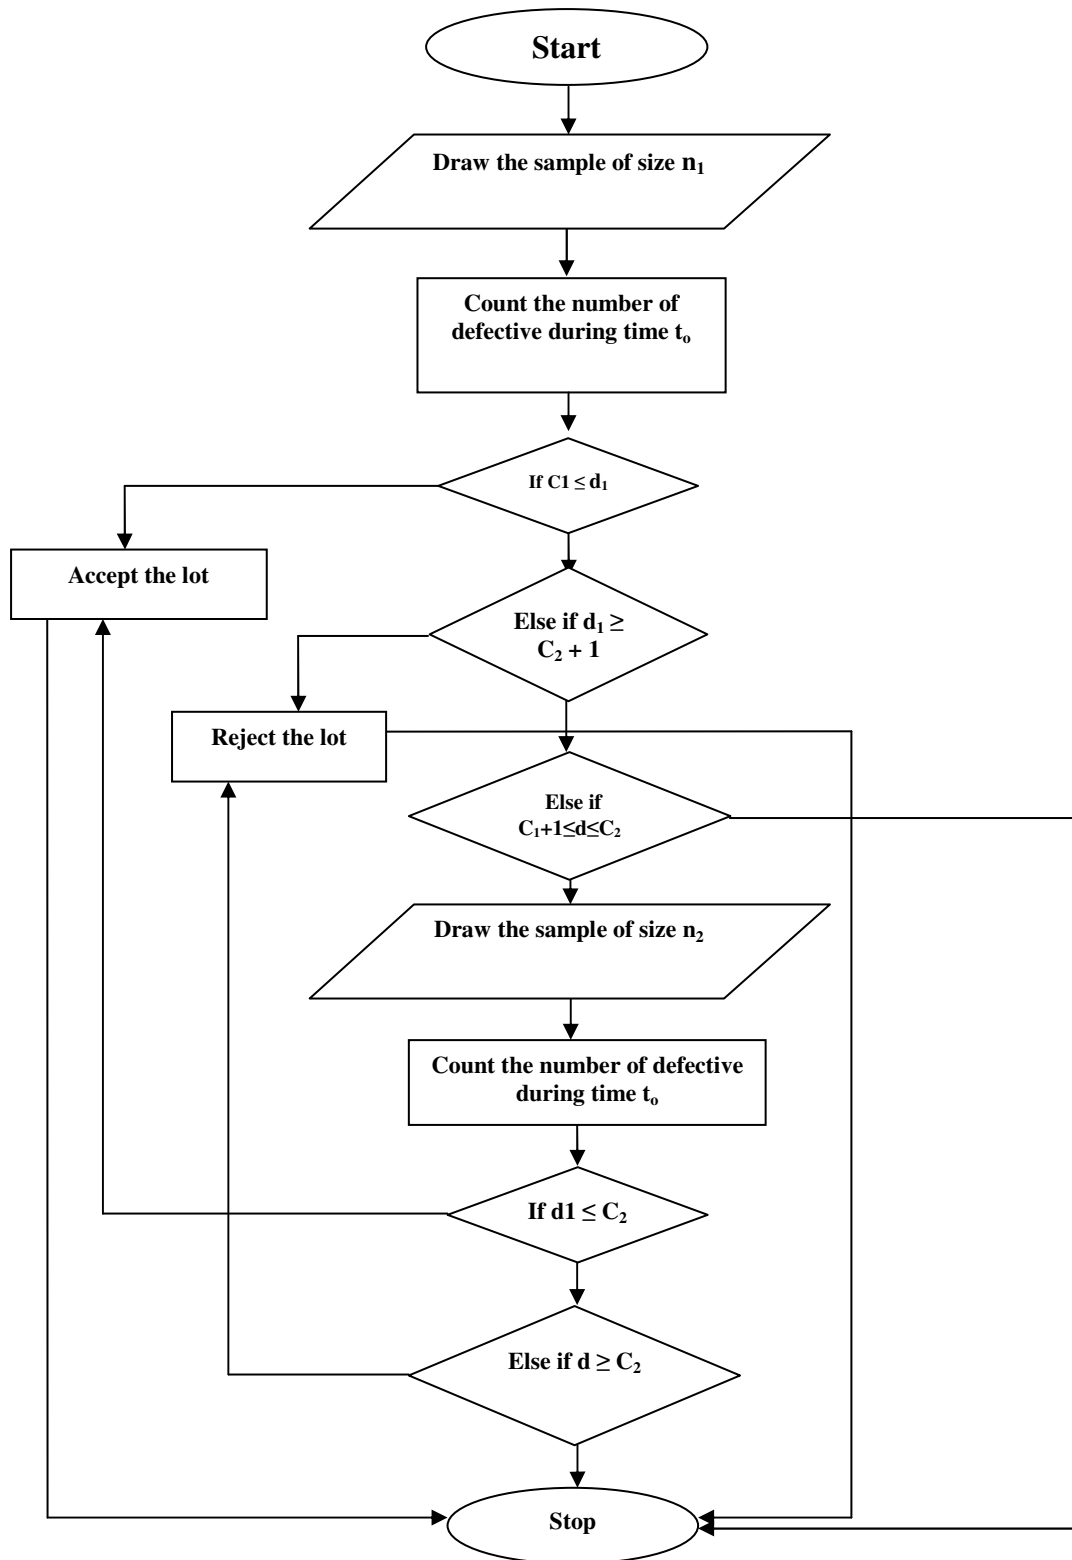 Start
Draw the sample of size n₁
Count the number of
defective during time tₒ
If C1 ≤ d₁
Accept the lot
Else if d₁ ≥
C₂ + 1
Reject the lot
Else if
C₁+1≤d≤C₂
Draw the sample of size n₂
Count the number of defective
during time tₒ
If d1 ≤ C₂
Else if d ≥ C₂
Stop